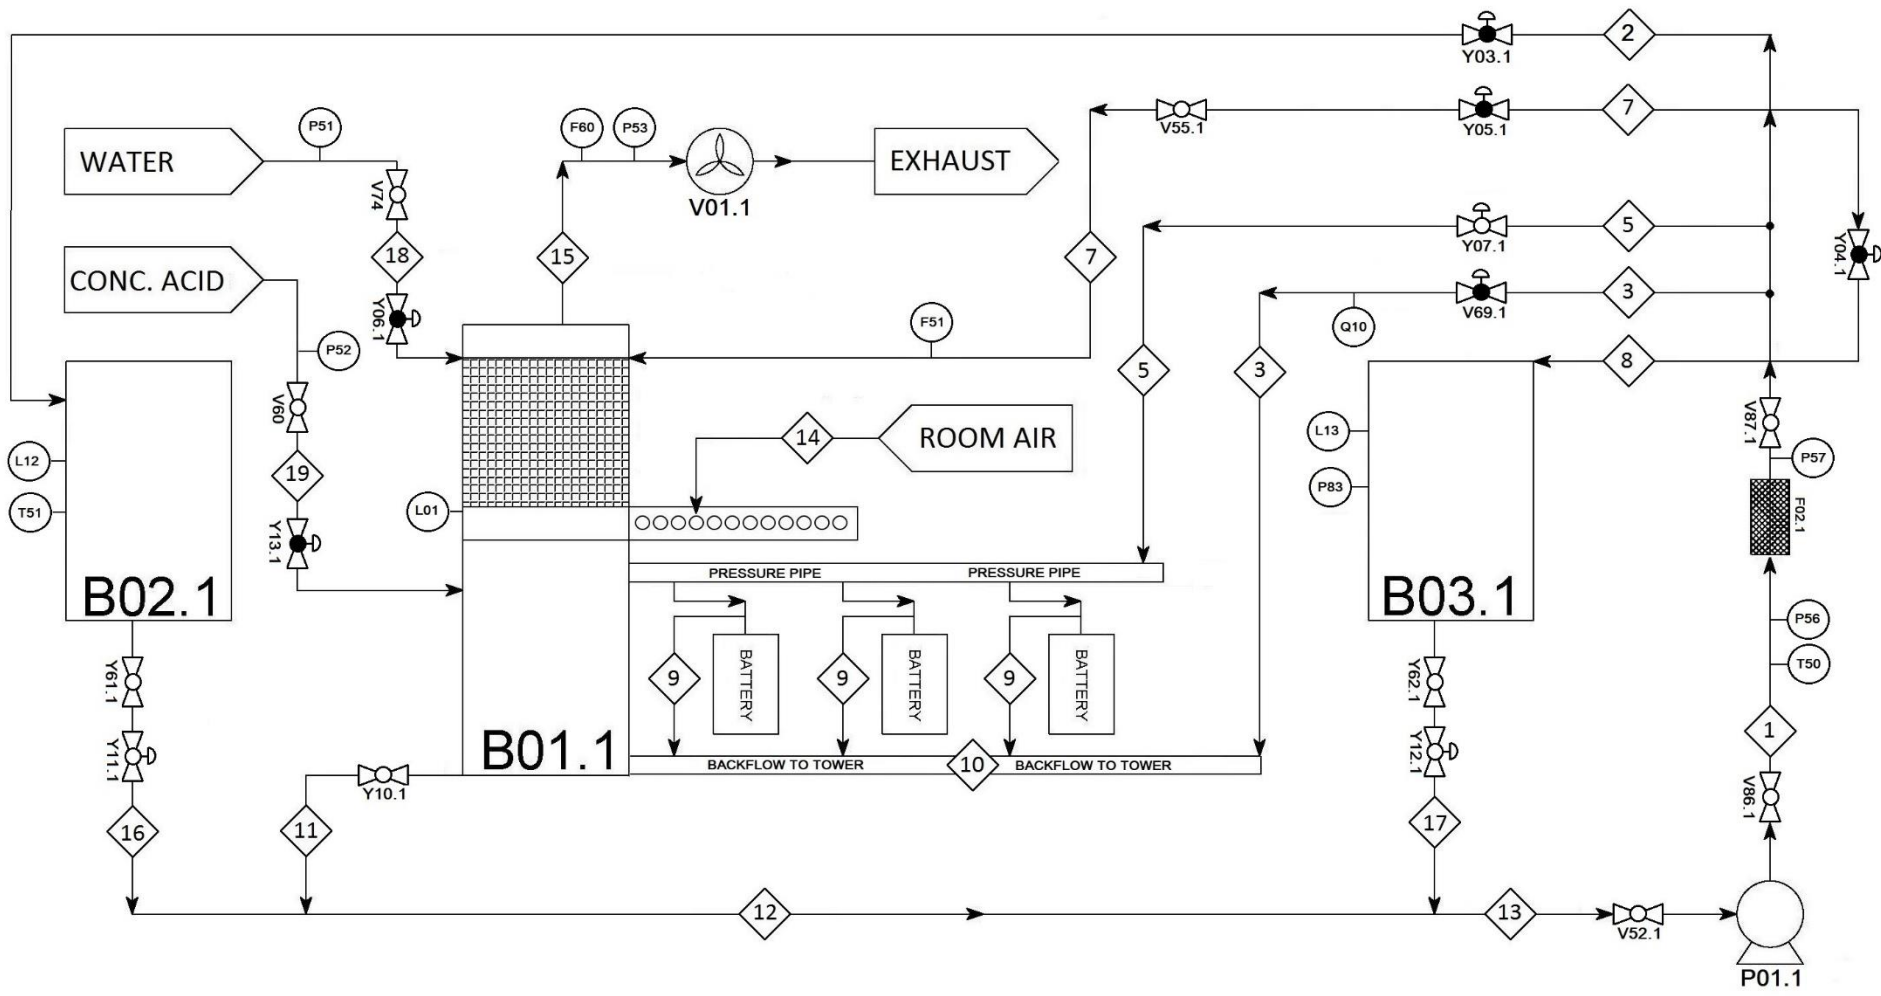 2
Y03.1
WATER
P51
F60
P53
V01.1
EXHAUST
V55.1
Y05.1
7
V74
18
CONC. ACID
15
7
Y07.1
5
Y04.1
Y06.1
P52
F51
Q10
V69.1
3
5
3
8
V60
14
ROOM AIR
L13
V87.1
P57
L12
19
P83
T51
L01
Y13.1
F02.1
B02.1
PRESSURE PIPE
PRESSURE PIPE
B03.1
P56
T50
Y61.1
9
BATTERY
9
BATTERY
9
BATTERY
Y62.1
1
Y11.1
B01.1
BACKFLOW TO TOWER
10
BACKFLOW TO TOWER
Y12.1
Y10.1
V86.1
16
11
17
12
13
V52.1
P01.1